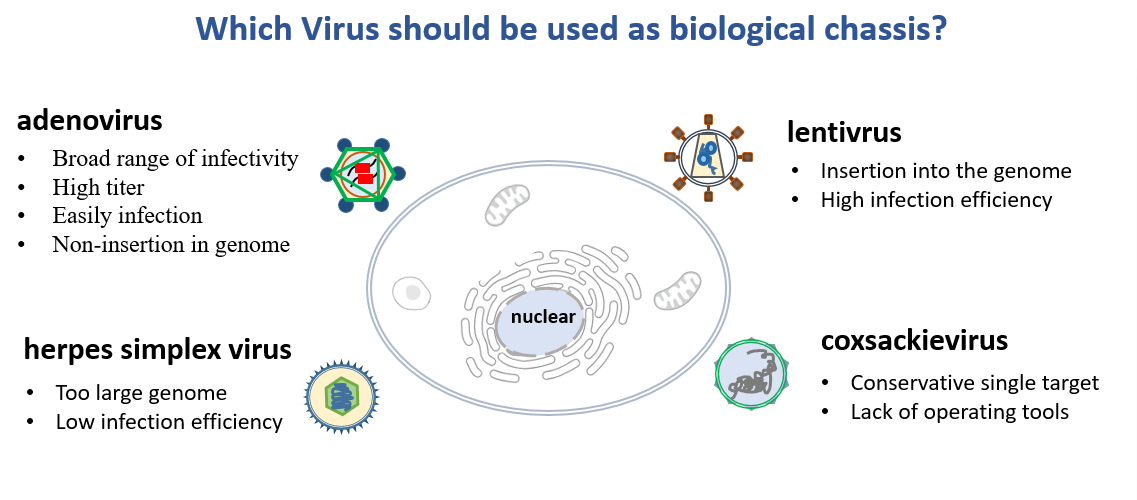 Which Virus should be used as biological chassis?
adenovirus
• Broad range of infectivity
• High titer
• Easily infection
• Non-insertion in genome
lentivrus
• Insertion into the genome
• High infection efficiency
nuclear
herpes simplex virus
• Too large genome
• Low infection efficiency
coxsackievirus
• Conservative single target
• Lack of operating tools